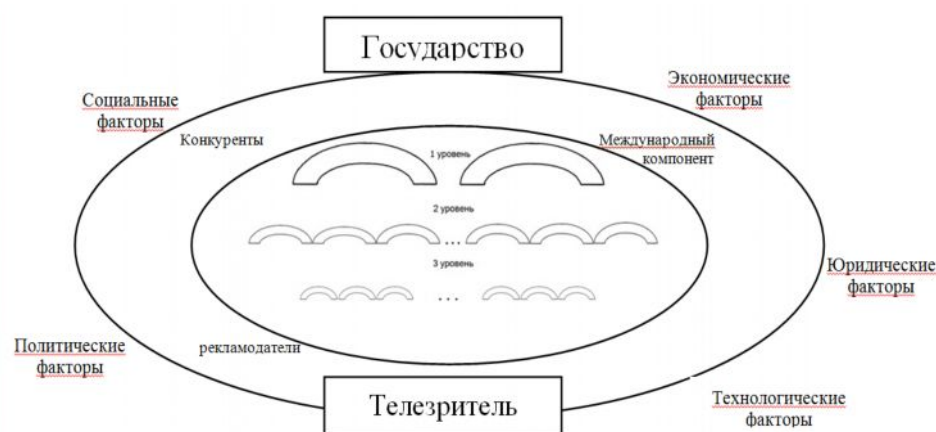 Государство
Социальные
факторы
Экономические
факторы
Конкуренты
Международный
компонент
1 уровень
2 уровень
...
3 уровень
...
Юридические
факторы
Политические
факторы
рекламодатели
Телезритель
Технологические
факторы